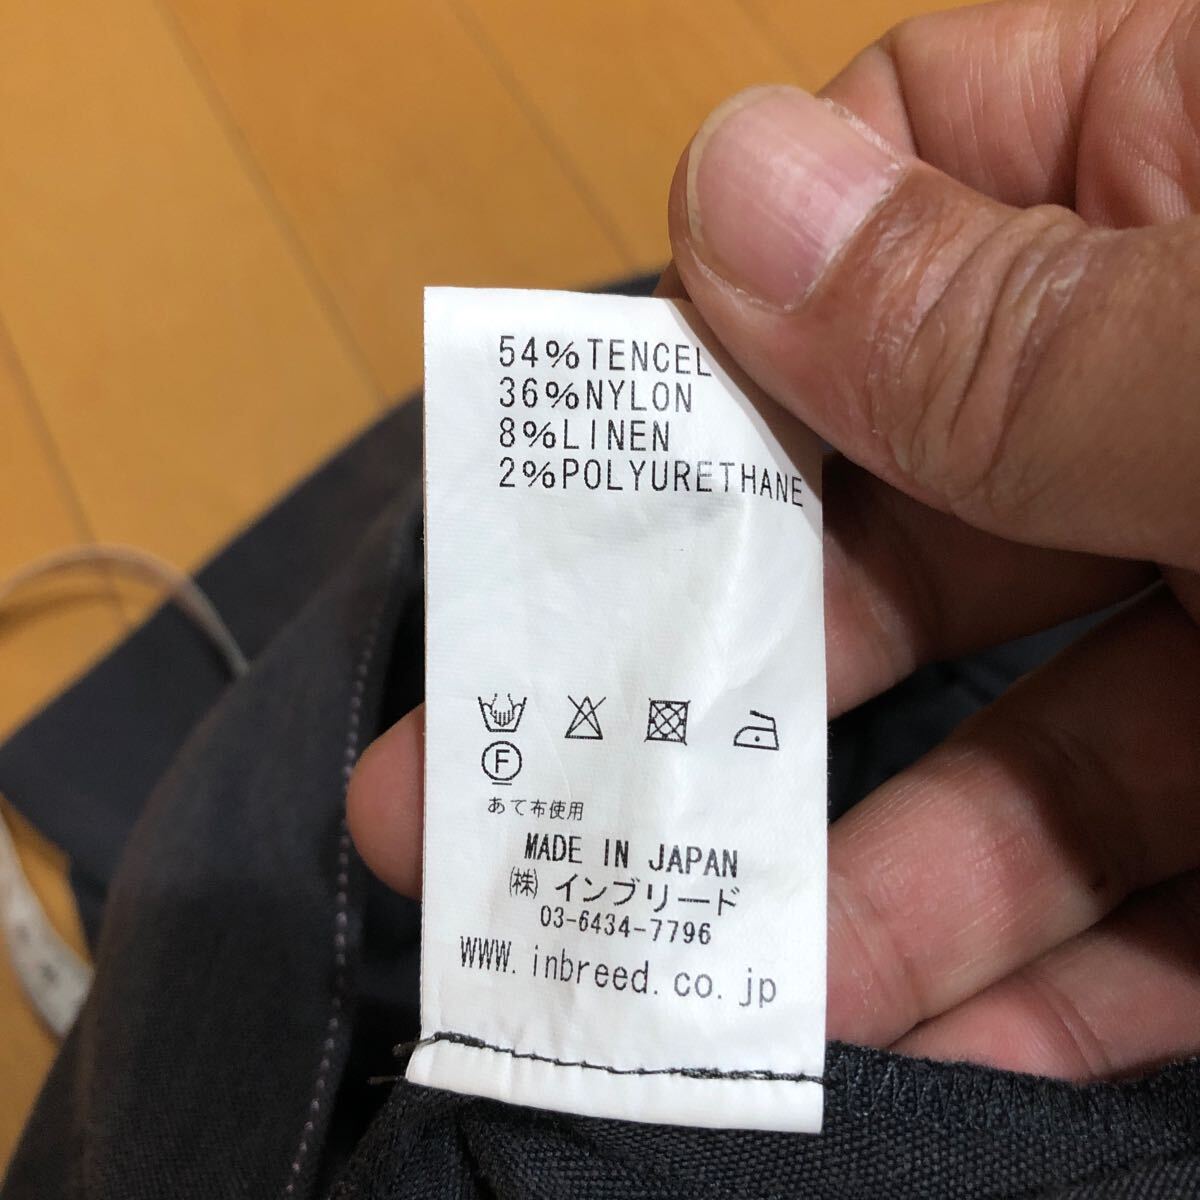 54%TENCEL
36%NYLON
8%LINEN
2%POLYURETHANE
F
あて布使用
MADE IN JAPAN
㈱ インブリード
03-6434-7796
WWW.inbreed.co.jp